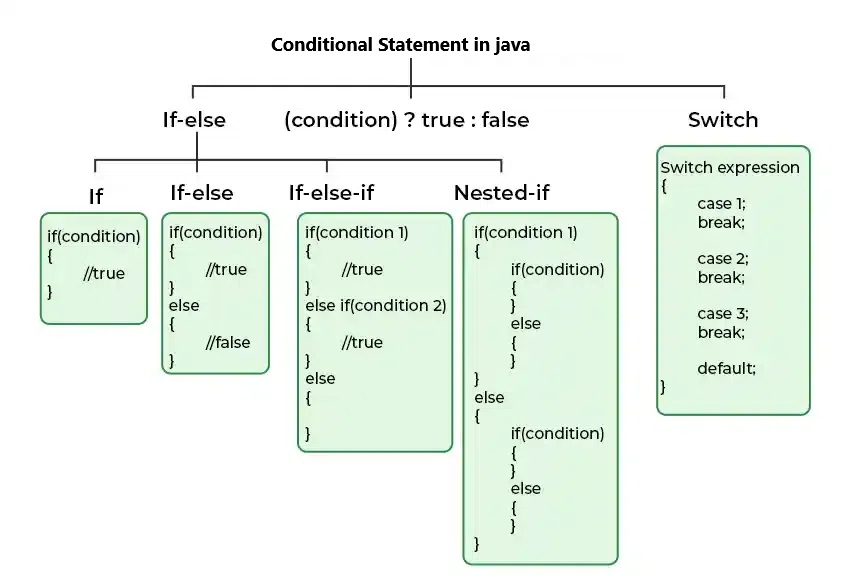 Conditional Statement in java
If-else
(condition) ? true : false
Switch
If
if(condition)
{
//true
}
If-else
if(condition)
{
//true
}
else
{
//false
}
If-else-if
if(condition 1)
{
//true
}
else if(condition 2)
{
//true
}
else
{
}
Nested-if
if(condition 1)
{
if(condition)
{
}
else
{
}
}
else
{
if(condition)
{
}
else
{
}
}
Switch expression
{
case 1;
break;
case 2;
break;
case 3;
break;
default;
}